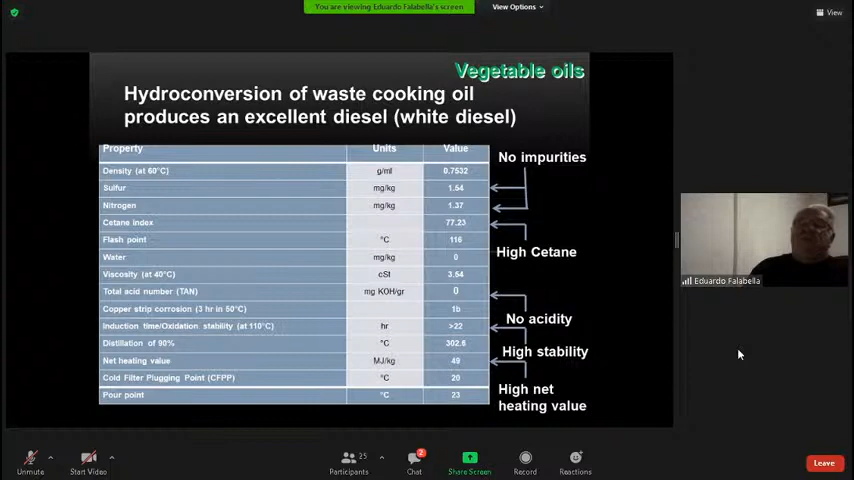 You are viewing Eduardo Falabella's screen
View Options
View
Vegetable oils
Hydroconversion of waste cooking oil
produces an excellent diesel (white diesel)
Property Units Value
Density (at 60°C) g/ml 0.7532
Sulfur mg/kg 1.54
Nitrogen mg/kg 1.37
Cetane index 77.23
Flash point °C 116
Water mg/kg 0
Viscosity (at 40°C) cSt 3.54
Total acid number (TAN) mg KOH/gr 0
Copper strip corrosion (3 hr in 50°C) 1b
Induction time/Oxidation stability (at 110°C) hr >22
Distillation of 90% °C 302.6
Net heating value MJ/kg 49
Cold Filter Plugging Point (CFPP) °C 20
Pour point °C 23
No impurities
High Cetane
No acidity
High stability
High net
heating value
Eduardo Falabella
Unmute
Start Video
25
Participants
2
Chat
Share Screen
Record
Reactions
Leave